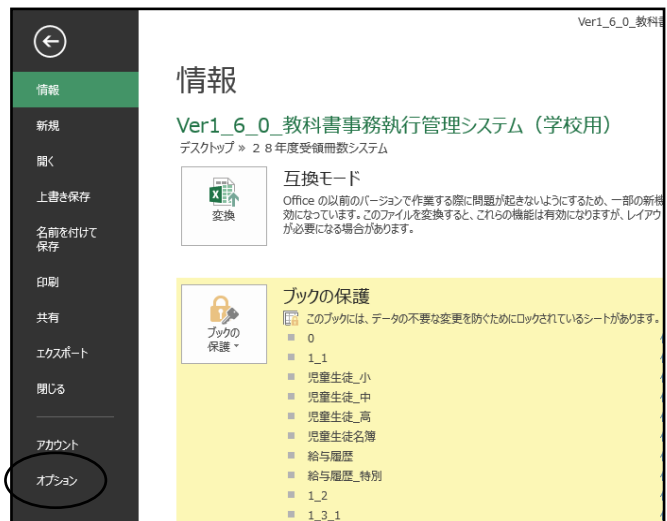 Ver1_6_0_教科
情報
情報
新規
開く
上書き保存
名前を付けて
保存
印刷
共有
エクスポート
閉じる
アカウント
オプション
Ver1_6_0_教科書事務執行管理システム（学校用）
デスクトップ » ２８年度受領冊数システム
変換
互換モード
Office の以前のバージョンで作業する際に問題が起きないようにするため、一部の新機
効になっています。このファイルを変換すると、これらの機能は有効になりますが、レイアウ
が必要になる場合があります。
ブックの
保護
ブックの保護
このブックには、データの不要な変更を防ぐためにロックされているシートがあります。
0
1_1
児童生徒_小
児童生徒_中
児童生徒_高
児童生徒名簿
給与履歴
給与履歴_特別
1_2
1_3_1